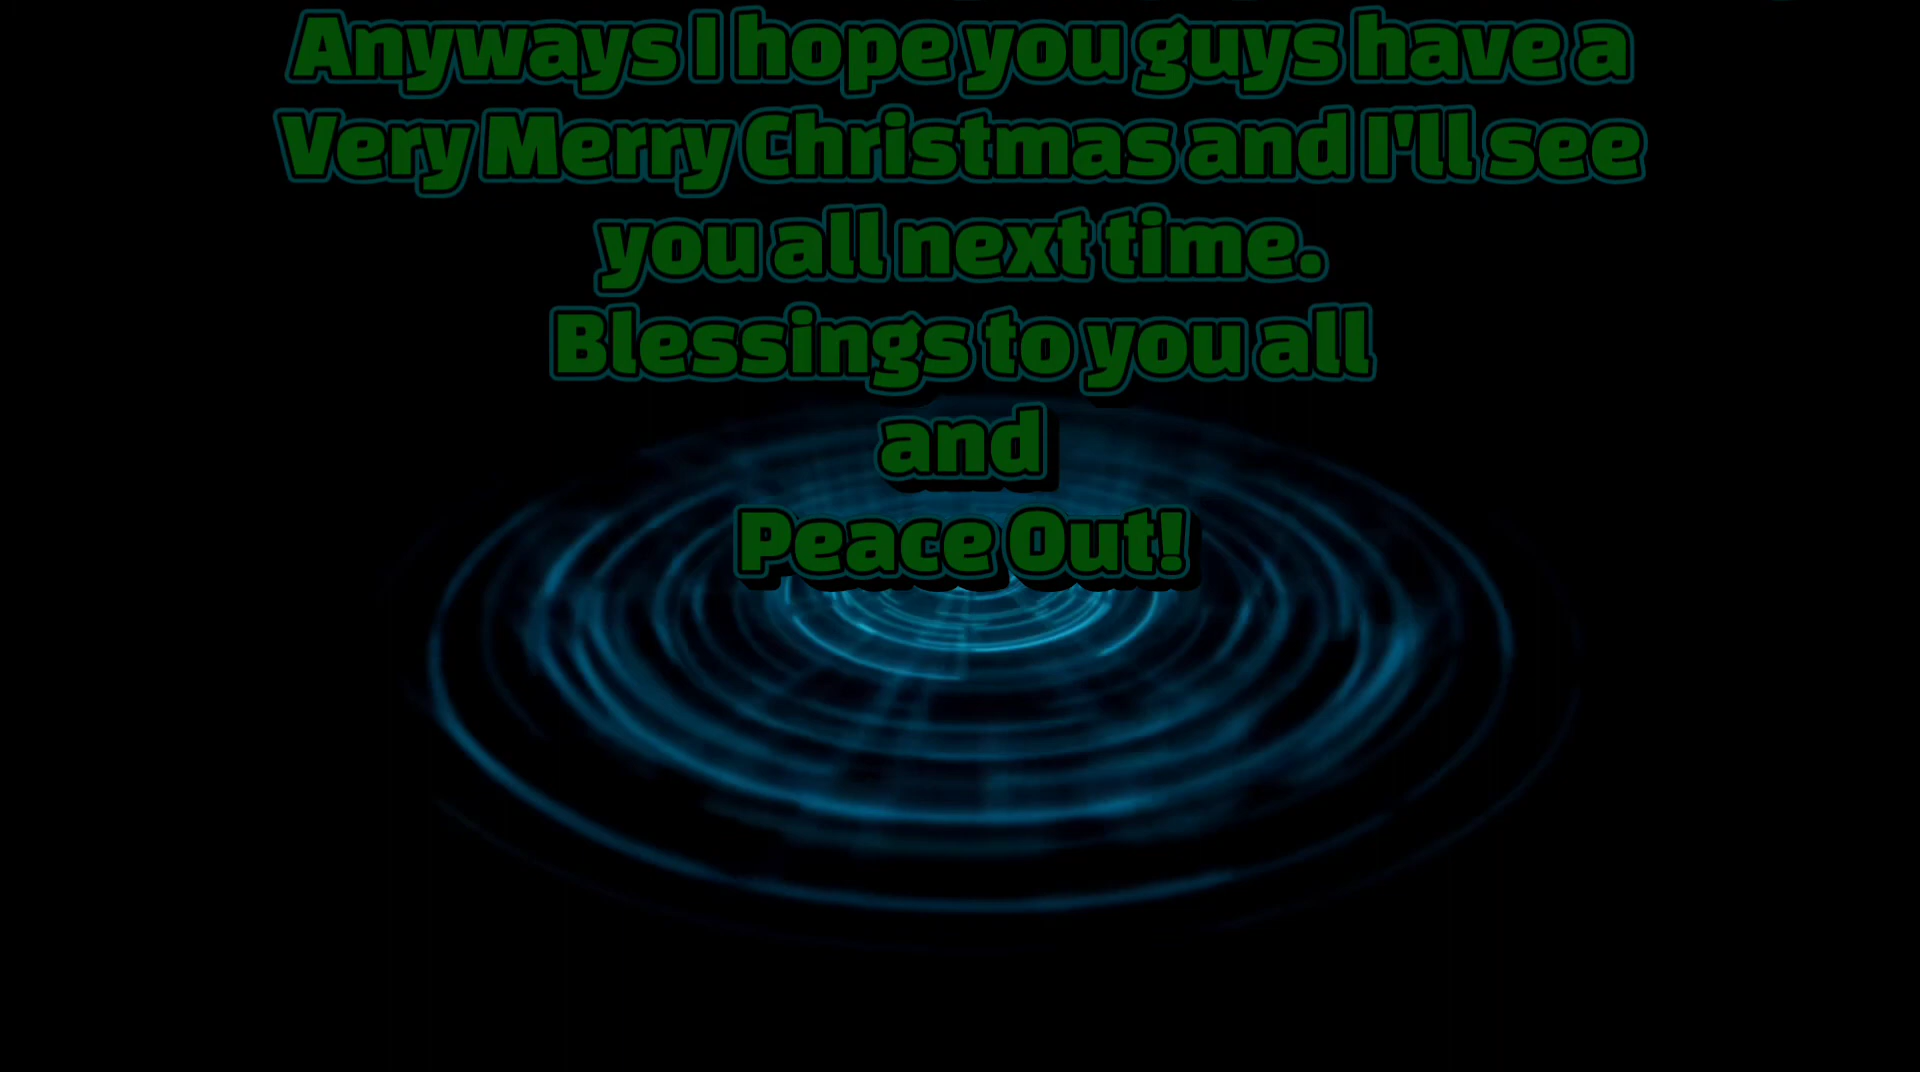 Anyways I hope you guys have a
Very Merry Christmas and I'll see
you all next time.
Blessings to you all
and
Peace Out!